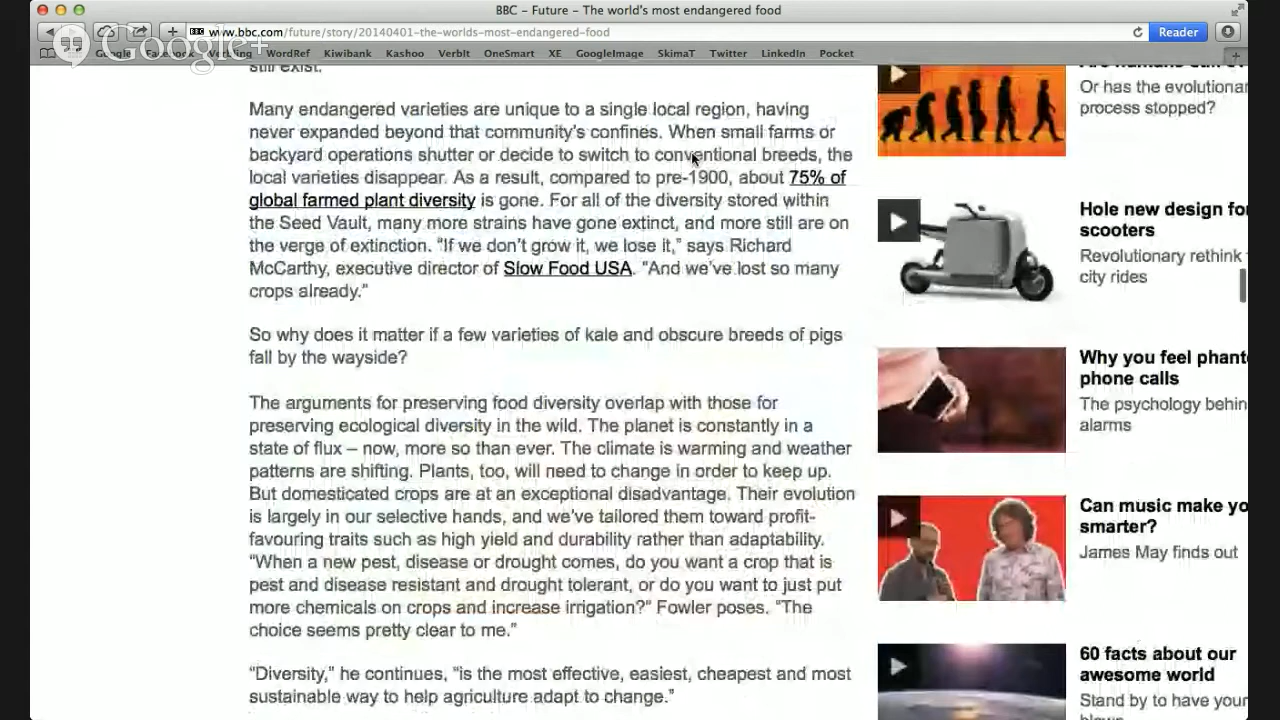 BBC - Future - The world's most endangered food
Google+
www.bbc.com/future/story/20140401-the-worlds-most-endangered-food
Reader
Google
WordRef
Kiwibank
Kashoo
VerbIt
OneSmart
XE
GoogleImage
SkimaT
Twitter
LinkedIn
Pocket
still exist.
Many endangered varieties are unique to a single local region, having
never expanded beyond that community's confines. When small farms or
backyard operations shutter or decide to switch to conventional breeds, the
local varieties disappear. As a result, compared to pre-1900, about 75% of
global farmed plant diversity is gone. For all of the diversity stored within
the Seed Vault, many more strains have gone extinct, and more still are on
the verge of extinction. "If we don't grow it, we lose it," says Richard
McCarthy, executive director of Slow Food USA. "And we've lost so many
crops already."
So why does it matter if a few varieties of kale and obscure breeds of pigs
fall by the wayside?
The arguments for preserving food diversity overlap with those for
preserving ecological diversity in the wild. The planet is constantly in a
state of flux – now, more so than ever. The climate is warming and weather
patterns are shifting. Plants, too, will need to change in order to keep up.
But domesticated crops are at an exceptional disadvantage. Their evolution
is largely in our selective hands, and we've tailored them toward profit-
favouring traits such as high yield and durability rather than adaptability.
"When a new pest, disease or drought comes, do you want a crop that is
pest and disease resistant and drought tolerant, or do you want to just put
more chemicals on crops and increase irrigation?" Fowler poses. "The
choice seems pretty clear to me."
"Diversity," he continues, "is the most effective, easiest, cheapest and most
sustainable way to help agriculture adapt to change."
Or has the evolutionar
process stopped?
Hole new design for
scooters
Revolutionary rethink
city rides
Why you feel phant
phone calls
The psychology behin
alarms
Can music make yo
smarter?
James May finds out
60 facts about our
awesome world
Stand by to have your